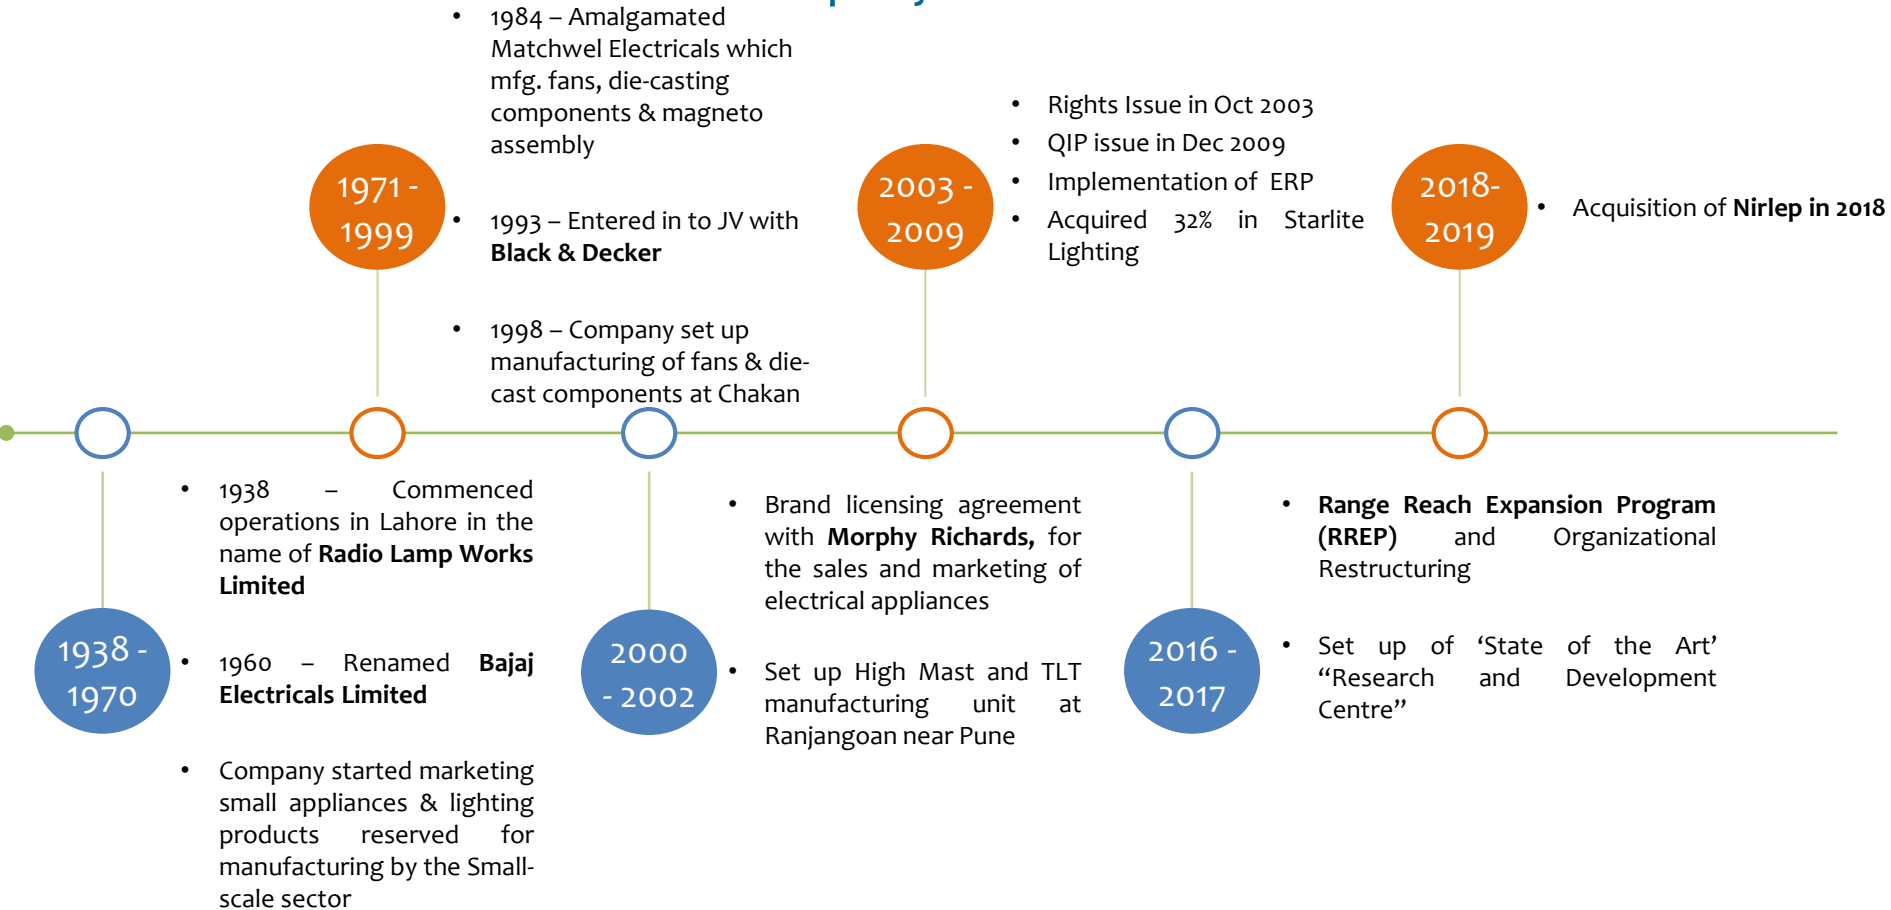 • 1984 – Amalgamated
Matchwel Electricals which
mfg. fans, die-casting
components & magneto
assembly
1971 -
1999
• 1993 – Entered in to JV with
Black & Decker
• 1998 – Company set up
manufacturing of fans & die-
cast components at Chakan
• Rights Issue in Oct 2003
• QIP issue in Dec 2009
• Implementation of ERP
• Acquired 32% in Starlite
Lighting
2003 -
2009
2018-
2019
• Acquisition of Nirlep in 2018
• 1938 – Commenced
operations in Lahore in the
name of Radio Lamp Works
Limited
1938 -
1970
• 1960 – Renamed Bajaj
Electricals Limited
• Company started marketing
small appliances & lighting
products reserved for
manufacturing by the Small-
scale sector
• Brand licensing agreement
with Morphy Richards, for
the sales and marketing of
electrical appliances
2000
- 2002
• Set up High Mast and TLT
manufacturing unit at
Ranjangoan near Pune
• Range Reach Expansion Program
(RREP) and Organizational
Restructuring
2016 -
2017
• Set up of ‘State of the Art’
“Research and Development
Centre”